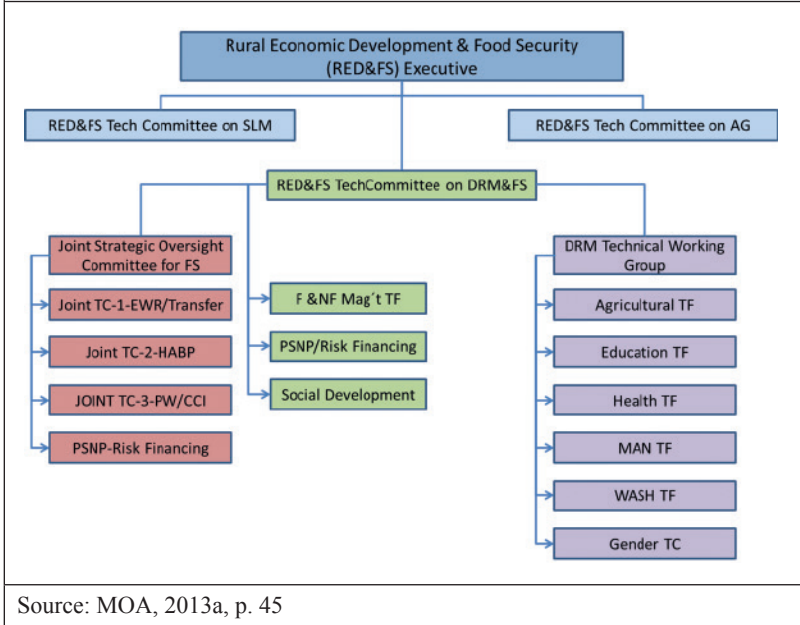 Rural Economic Development & Food Security
(RED&FS) Executive
RED&FS Tech Committee on SLM
RED&FS Tech Committee on AG
RED&FS TechCommittee on DRM&FS
Joint Strategic Oversight
Committee for FS
Joint TC-1-EWR/Transfer
Joint TC-2-HABP
JOINT TC-3-PW/CCI
PSNP-Risk Financing
F &NF Mag´t TF
PSNP/Risk Financing
Social Development
DRM Technical Working
Group
Agricultural TF
Education TF
Health TF
MAN TF
WASH TF
Gender TC
Source: MOA, 2013a, p. 45